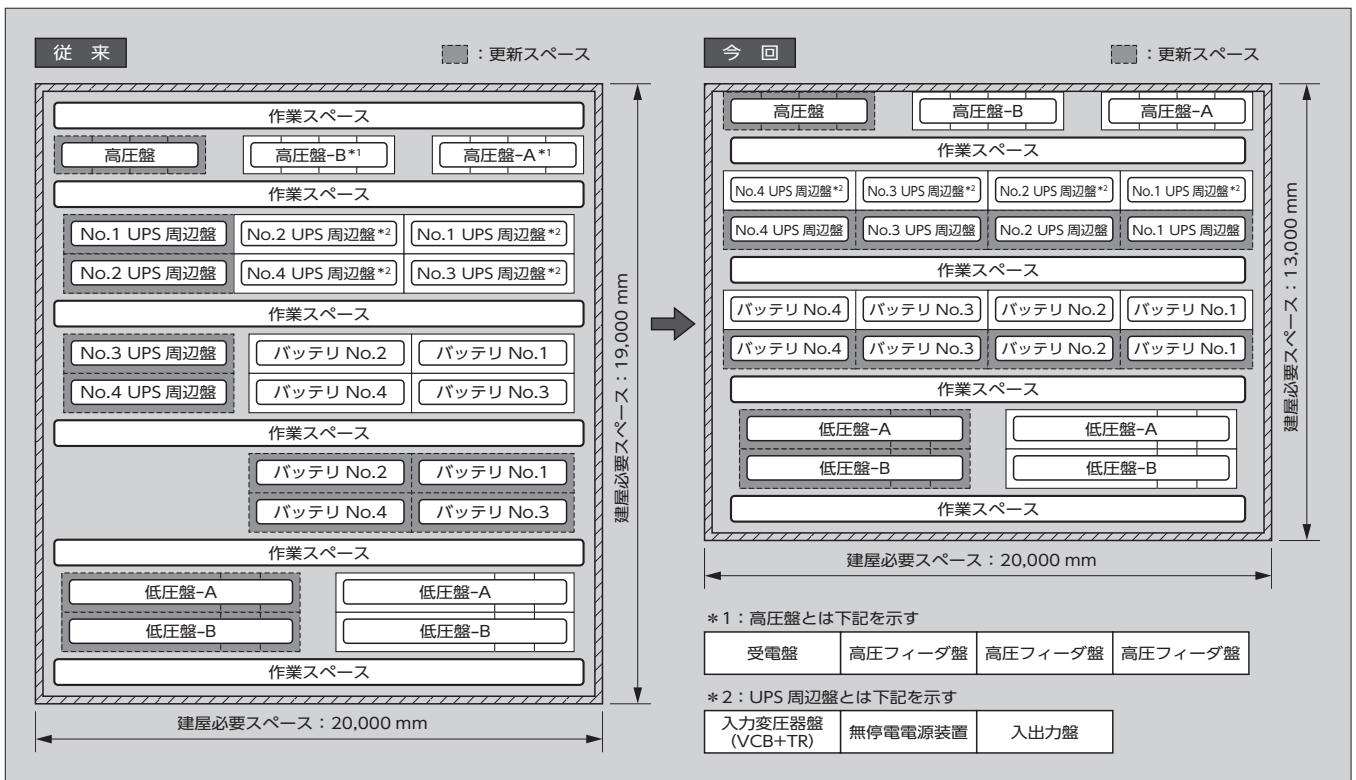 従 来
：更新スペース
作業スペース
高圧盤
高圧盤-B*1
高圧盤-A*1
作業スペース
No.1 UPS 周辺盤
No.2 UPS 周辺盤*2
No.1 UPS 周辺盤*2
No.2 UPS 周辺盤
No.4 UPS 周辺盤*2
No.3 UPS 周辺盤*2
作業スペース
No.3 UPS 周辺盤
バッテリ No.2
バッテリ No.1
No.4 UPS 周辺盤
バッテリ No.4
バッテリ No.3
作業スペース
バッテリ No.2
バッテリ No.1
バッテリ No.4
バッテリ No.3
作業スペース
低圧盤-A
低圧盤-A
低圧盤-B
低圧盤-B
作業スペース
建屋必要スペース：19,000 mm
建屋必要スペース：20,000 mm
今 回
：更新スペース
高圧盤
高圧盤-B
高圧盤-A
作業スペース
No.4 UPS 周辺盤*2
No.3 UPS 周辺盤*2
No.2 UPS 周辺盤*2
No.1 UPS 周辺盤*2
No.4 UPS 周辺盤
No.3 UPS 周辺盤
No.2 UPS 周辺盤
No.1 UPS 周辺盤
作業スペース
バッテリ No.4
バッテリ No.3
バッテリ No.2
バッテリ No.1
バッテリ No.4
バッテリ No.3
バッテリ No.2
バッテリ No.1
作業スペース
低圧盤-A
低圧盤-A
低圧盤-B
低圧盤-B
作業スペース
建屋必要スペース：13,000 mm
建屋必要スペース：20,000 mm
*1：高圧盤とは下記を示す
受電盤
高圧フィーダ盤
高圧フィーダ盤
高圧フィーダ盤
*2：UPS 周辺盤とは下記を示す
入力変圧器盤
(VCB+TR)
無停電電源装置
入出力盤